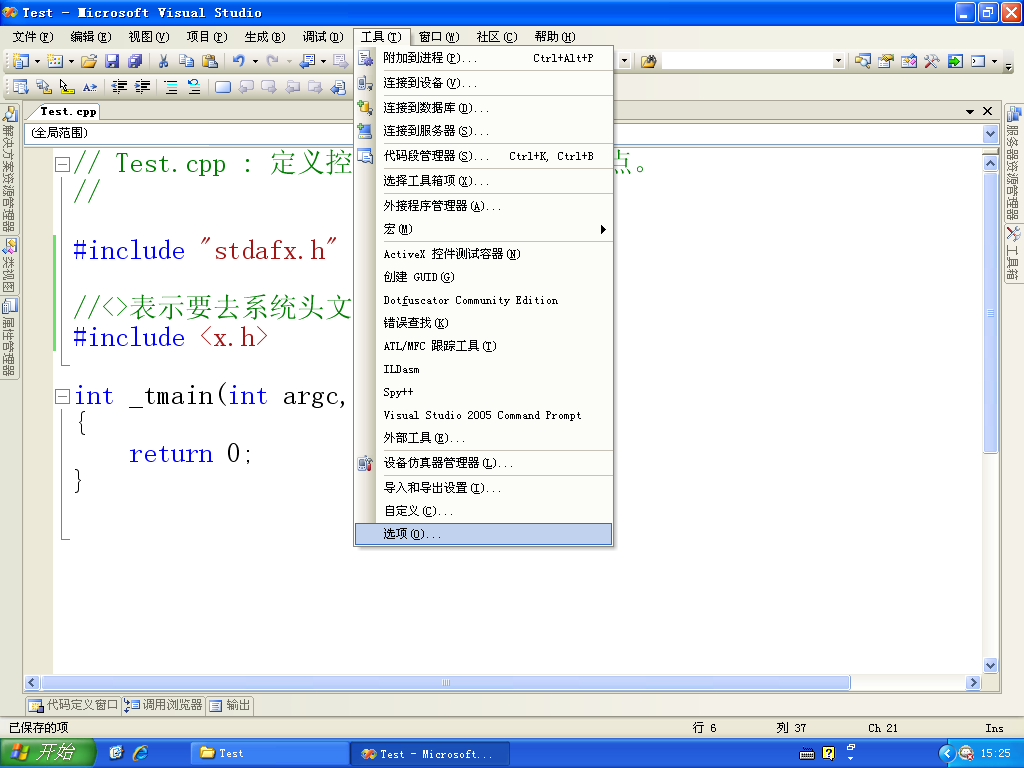 Test - Microsoft Visual Studio
文件(F) 编辑(E) 视图(V) 项目(P) 生成(B) 调试(D) 工具(T) 窗口(W) 社区(C) 帮助(H)
附加到进程(P)... Ctrl+Alt+P
连接到设备(V)...
连接到数据库(D)...
连接到服务器(S)...
代码段管理器(S)... Ctrl+K, Ctrl+B
选择工具箱项(X)...
外接程序管理器(A)...
宏(M)
ActiveX 控件测试容器(N)
创建 GUID(G)
Dotfuscator Community Edition
错误查找(K)
ATL/MFC 跟踪工具(T)
ILDasm
Spy++
Visual Studio 2005 Command Prompt
外部工具(E)...
设备仿真器管理器(L)...
导入和导出设置(I)...
自定义(C)...
选项(O)...
Test.cpp
(全局范围)
// Test.cpp : 定义控
点。
//
#include "stdafx.h"
//<>表示要去系统头文
#include <x.h>
int _tmain(int argc,
{
return 0;
}
解决方案资源管理器
类视图
属性管理器
服务器资源管理器
工具箱
代码定义窗口 调用浏览器 输出
已保存的项 行 6 列 37 Ch 21 Ins
开始 Test Test - Microsoft... 15:25